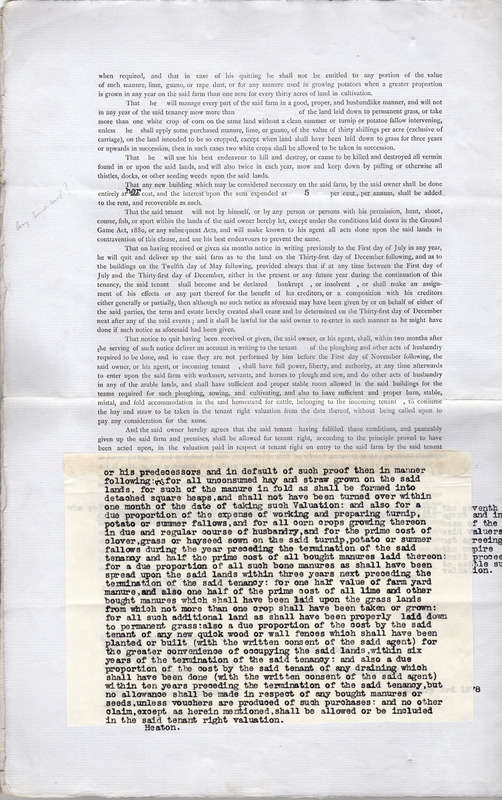 when required, and that in case of his quitting he shall not be entitled to any portion of the value
of such manure, lime, guano, or rape dust, or for any manure used in growing potatoes when a greater proportion
is grown in any year on the said farm than one acre for every thirty acres of land in cultivation.
That he will manage every part of the said farm in a good, proper, and husbandlike manner, and will not
in any year of the said tenancy mow more than of the land laid down to permanent grass, or take
more than one white crop of corn on the same land without a clean summer or turnip or potatoe fallow intervening,
unless he shall apply some purchased manure, lime, or guano, of the value of thirty shillings per acre (exclusive of
carriage), on the land intended to be so cropped, except when land shall have been laid down to grass for three years
or upwards in succession, then in such cases two white crops shall be allowed to be taken in succession.
That he will use his best endeavour to kill and destroy, or cause to be killed and destroyed all vermin
found in or upon the said lands, and will also twice in each year, mow and keep down by pulling or otherwise all
thistles, docks, or other seeding weeds upon the said lands.
That any new building which may be considered necessary on the said farm, by the said owner shall be done
entirely at her cost, and the interest upon the sum expended at 5 per cent., per annum, shall be added
to the rent, and recoverable as such.
That the said tenant will not by himself, or by any person or persons with his permission, hunt, shoot,
course, fish, or sport within the lands of the said owner hereby let, except under the conditions laid down in the Ground
Game Act, 1880, or any subsequent Acts, and will make known to his agent all acts done upon the said lands in
contravention of this clause, and use his best endeavours to prevent the same.
That on having received or given six months notice in writing previously to the First day of July in any year,
he will quit and deliver up the said farm as to the land on the Thirty-first day of December following, and as to
the buildings on the Twelfth day of May following, provided always that if at any time between the First day of
July and the Thirty-first day of December, either in the present or any future year during the continuation of this
tenancy, the said tenant shall become and be declared bankrupt , or insolvent , or shall make an assign-
ment of his effects or any part thereof for the benefit of his creditors, or a composition with his creditors
either generally or partially, then although no such notice as aforesaid may have been given by or on behalf of either of
the said parties, the term and estate hereby created shall cease and be determined on the Thirty-first day of December
next after any of the said events ; and it shall be lawful for the said owner to re-enter in such manner as he might have
done if such notice as aforesaid had been given.
That notice to quit having been received or given, the said owner, or his agent, shall, within two months after
the serving of such notice deliver an account in writing to the tenant of the ploughing and other acts of husbandry
required to be done, and in case they are not performed by him before the First day of November following, the
said owner, or his agent, or incoming tenant , shall have full power, liberty, and authority, at any time afterwards
to enter upon the said farm with workmen, servants, and horses to plough and sow, and do other acts of husbandry
in any of the arable lands, and shall have sufficient and proper stable room allowed in the said buildings for the
teams required for such ploughing, sowing, and cultivating, and also to have sufficient and proper barn, stable,
mistal, and fold accommodation in the said homestead for cattle, belonging to the incoming tenant , to consume
the hay and straw to be taken in the tenant right valuation from the date thereof, without being called upon to
pay any consideration for the same.
And the said owner hereby agrees that the said tenant having fulfilled these conditions, and peaceably
given up the said farm and premises, shall be allowed for tenant right, according to the principle proved to have
been acted upon, in the valuation paid in respect of tenant right on entry to the said farm by the said tenant
or his predecessors and in default of such proof then in manner
following: for all unconsumed hay and straw grown on the said
lands, for such of the manure in fold as shall be formed into
detached square heaps,and shall not have been turned over within
one month of the date of taking such Valuation: and also for a
due proportion of the expense of working and preparing turnip,
potato or summer fallows,and for all corn crops growing thereon
in due and regular course of husbandry,and for the prime cost of
clover,grass or hayseed sown on the said turnip,potato or summer
fallows during the year preceding the termination of the said
tenancy and half the prime cost of all bought manures laid thereon:
for a due proportion of all such bone manures as shall have been
spread upon the said lands within three years next preceding the
termination of the said tenancy: for one half value of farm yard
manure,and also one half of the prime cost of all lime and other
bought manures which shall have been laid upon the grass lands
from which not more than one crop shall have been taken or grown:
for all such additional land as shall have been properly laid down
to permanent grass:also a due proportion of the cost by the said
tenant of any new quick wood or wall fences which shall have been
planted or built (with the written consent of the said agent) for
the greater convenience of occupying the said lands,within six
years of the termination of the said tenancy: and also a due
proportion of the cost by the said tenant of any draining which
shall have been done (with the written consent of the said agent)
within ten years preceding the termination of the said tenancy,but
no allowance shall be made in respect of any bought manures or
seeds,unless vouchers are produced of such purchases: and no other
claim,except as herein mentioned,shall be allowed or be included
in the said tenant right valuation.
Heaton.
venth
and in
f the
aluers
reeing
pire
proceed
tle su
ion.